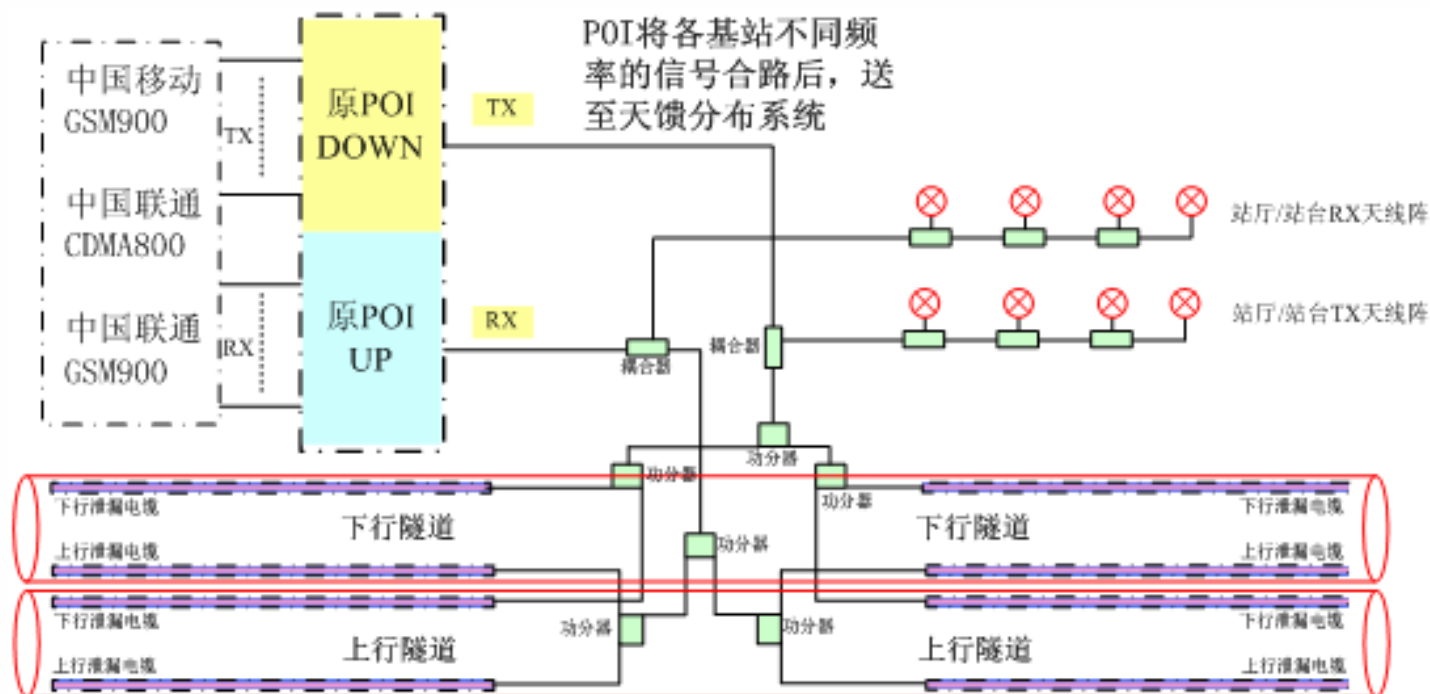 中国移动
GSM900
中国联通
CDMA800
中国联通
GSM900
TX
RX
原POI
DOWN
原POI
UP
TX
RX
POI将各基站不同频
率的信号合路后，送
至天馈分布系统
站厅/站台RX天线阵
站厅/站台TX天线阵
耦合器
耦合器
功分器
功分器
功分器
下行泄漏电缆
下行隧道
上行泄漏电缆
功分器
下行泄漏电缆
下行隧道
上行泄漏电缆
下行泄漏电缆
上行隧道
上行泄漏电缆
功分器
功分器
下行泄漏电缆
上行隧道
上行泄漏电缆